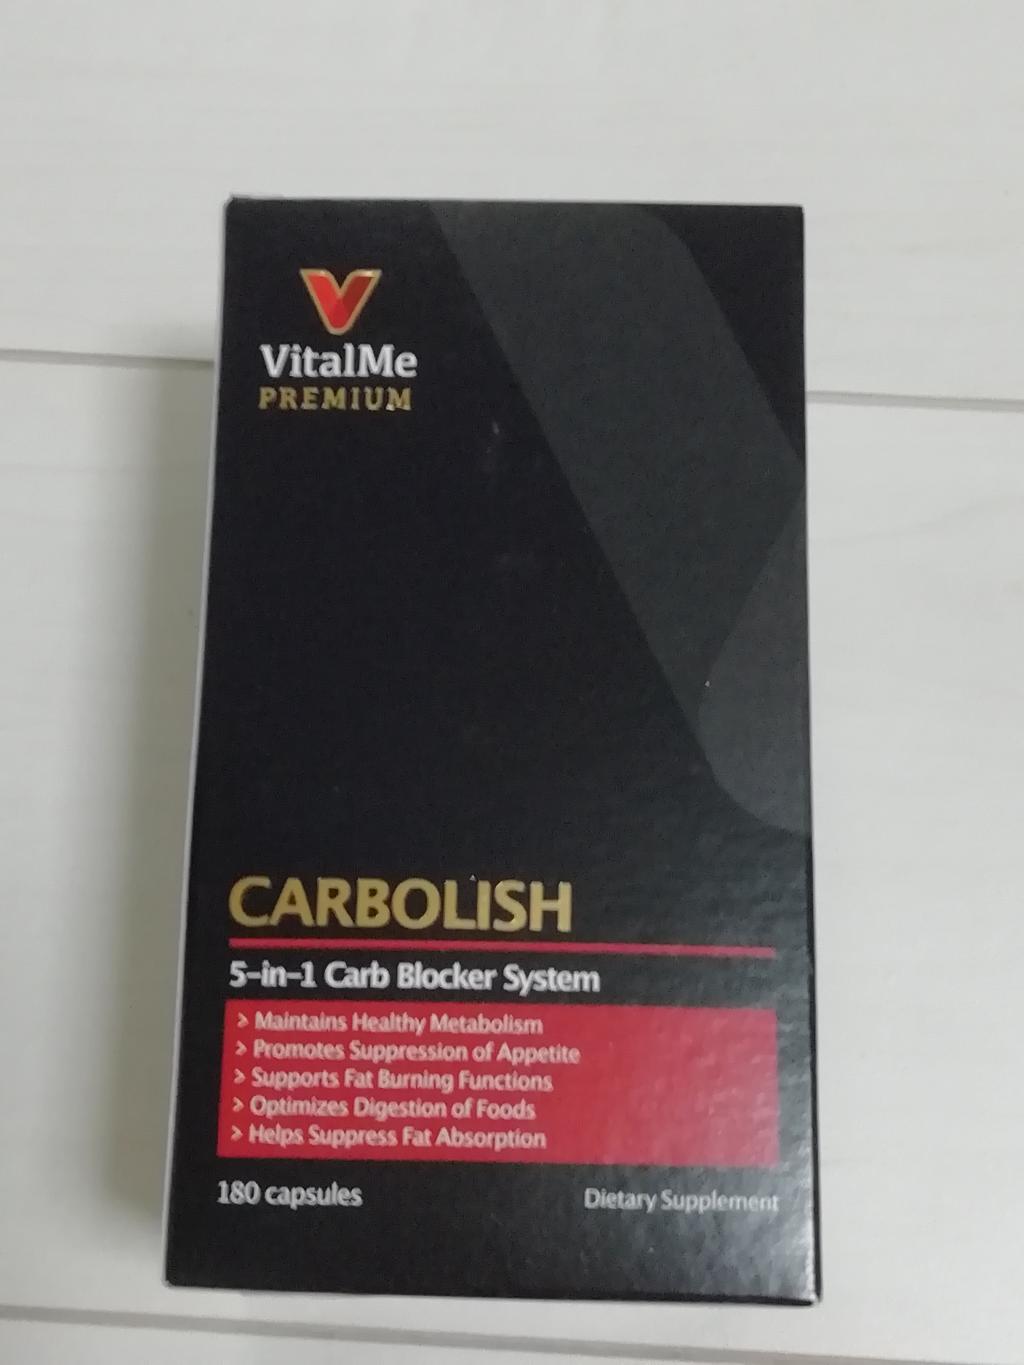 VitalMe
PREMIUM
CARBOLISH
5-in-1 Carb Blocker System
> Maintains Healthy Metabolism
> Promotes Suppression of Appetite
> Supports Fat Burning Functions
> Optimizes Digestion of Foods
> Helps Suppress Fat Absorption
180 capsules
Dietary Supplement